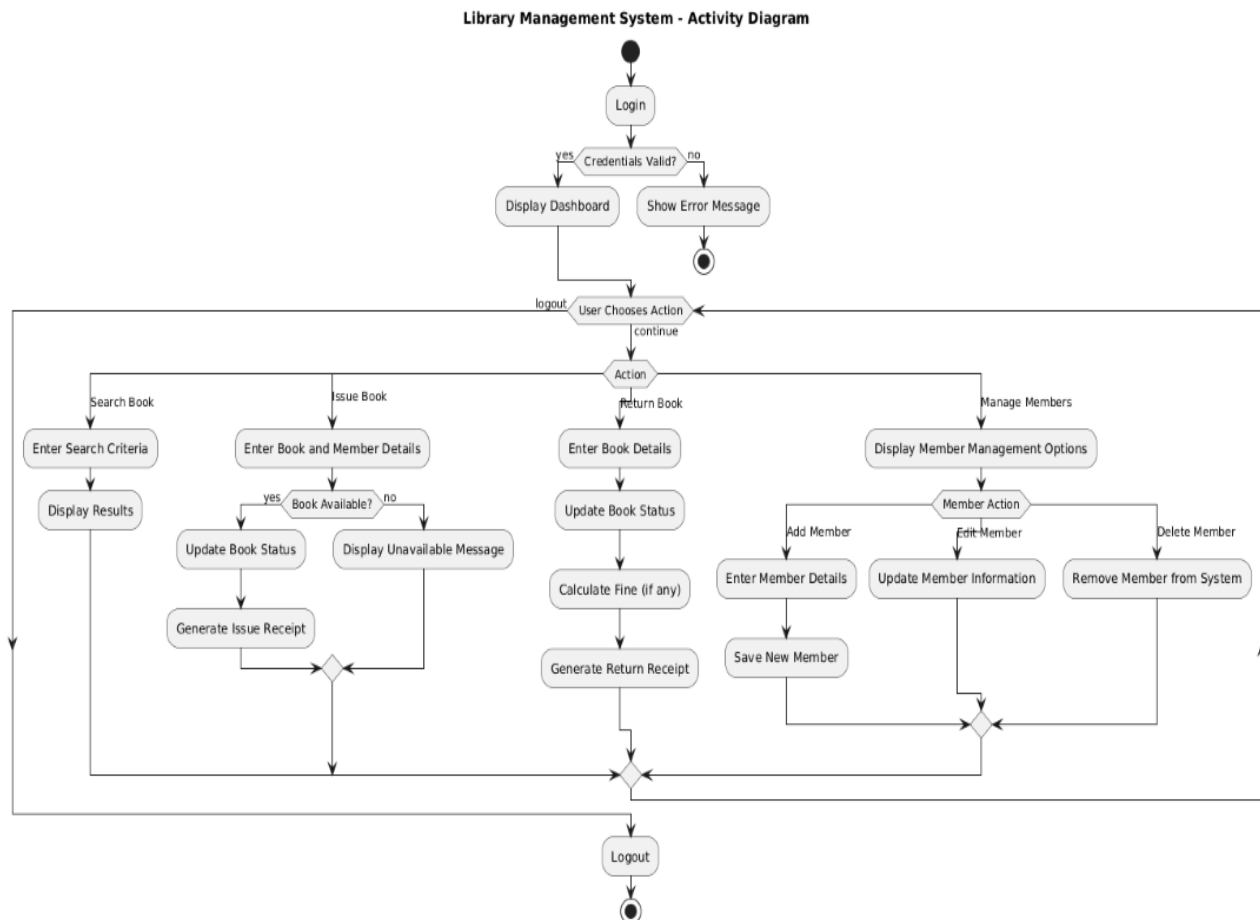 Library Management System - Activity Diagram
Login
yes
Credentials Valid?
no
Display Dashboard
Show Error Message
logout
User Chooses Action
continue
Action
Search Book
Issue Book
Return Book
Manage Members
Enter Search Criteria
Enter Book and Member Details
Enter Book Details
Display Member Management Options
Display Results
yes
Book Available?
no
Update Book Status
Member Action
Add Member
Edit Member
Delete Member
Update Book Status
Display Unavailable Message
Calculate Fine (if any)
Enter Member Details
Update Member Information
Remove Member from System
Generate Issue Receipt
Generate Return Receipt
Save New Member
Logout